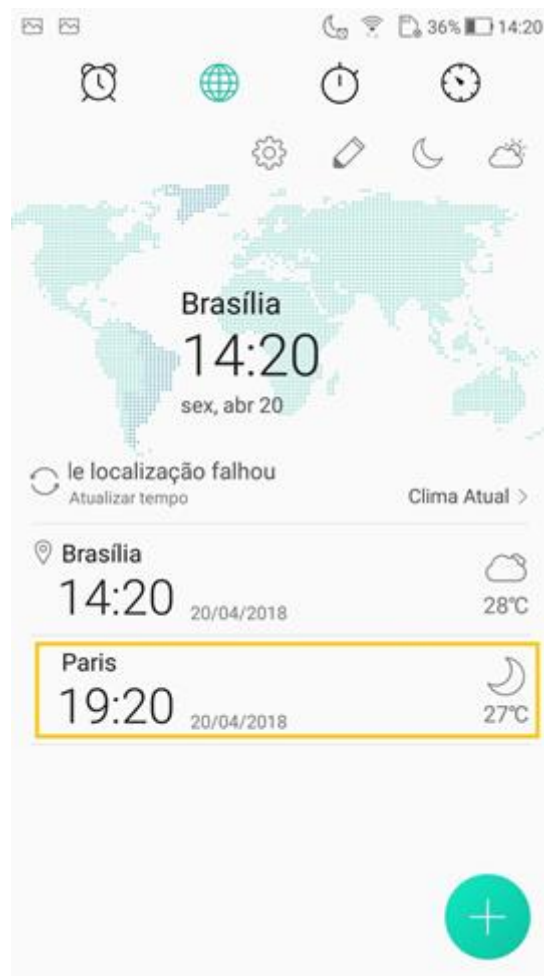 36% 14:20
Brasília
14:20
sex, abr 20
le localização falhou
Atualizar tempo
Clima Atual >
Brasília
14:20 20/04/2018
28°C
Paris
19:20 20/04/2018
27°C